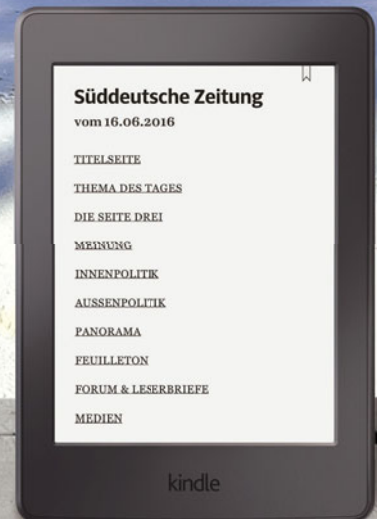 Süddeutsche Zeitung
vom 16.06.2016
TITELSEITE
THEMA DES TAGES
DIE SEITE DREI
MEINUNG
INNENPOLITIK
AUSSENPOLITIK
PANORAMA
FEUILLETON
FORUM & LESERBRIEFE
MEDIEN
kindle